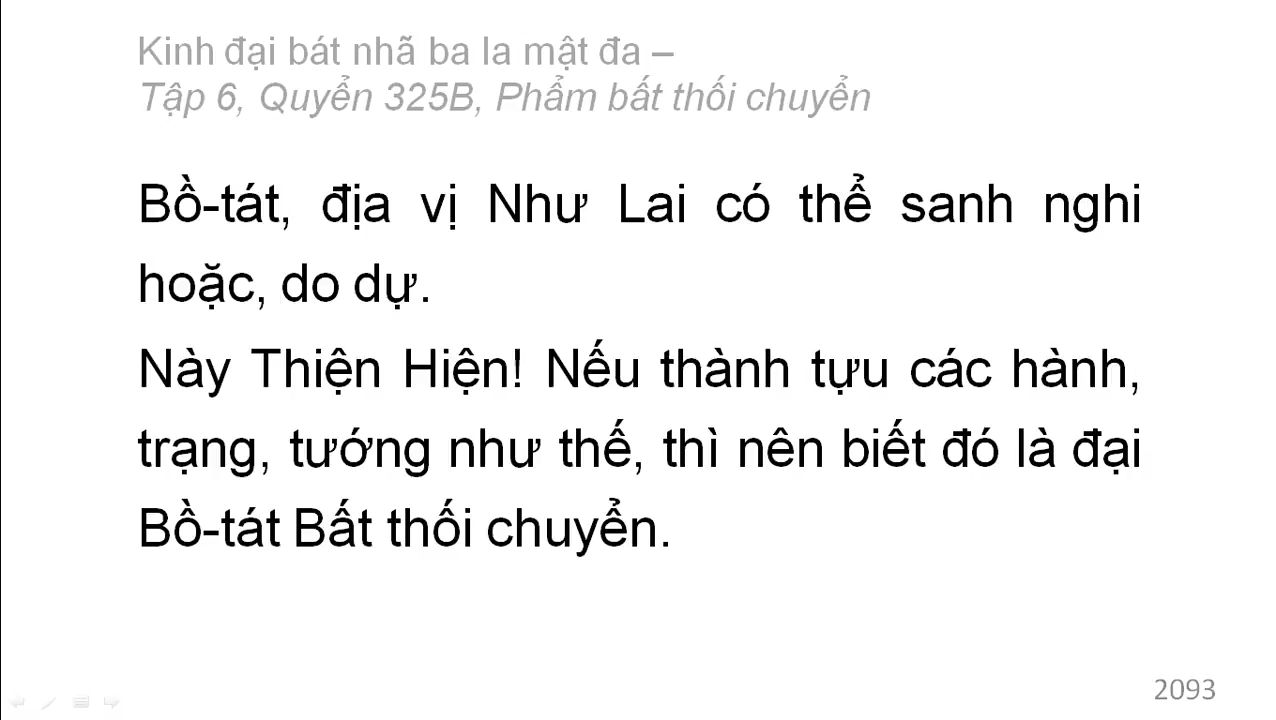 Kinh đại bát nhã ba la mật đa –
Tập 6, Quyển 325B, Phẩm bất thối chuyển
Bồ-tát, địa vị Như Lai có thể sanh nghi
hoặc, do dự.
Này Thiện Hiện! Nếu thành tựu các hành,
trạng, tướng như thế, thì nên biết đó là đại
Bồ-tát Bất thối chuyển.
2093